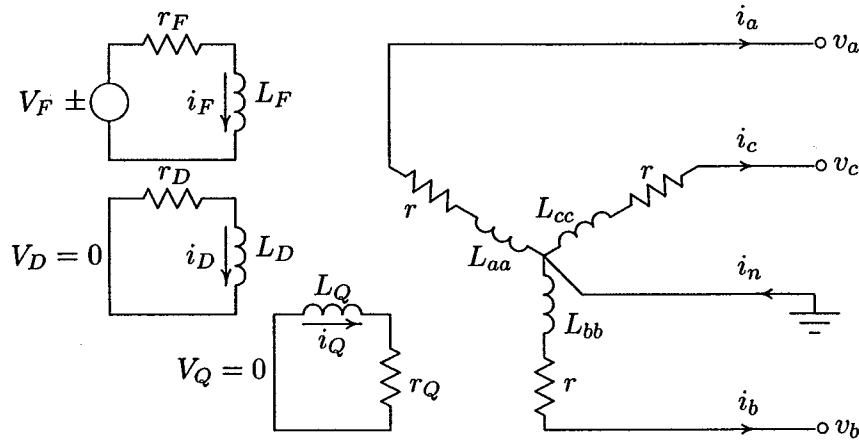 r_F
i_a
v_a
V_F ±
i_F
L_F
r_D
i_c
v_c
r
r
L_cc
V_D = 0
i_D
L_D
L_aa
i_n
L_Q
i_Q
L_bb
V_Q = 0
r_Q
r
i_b
v_b